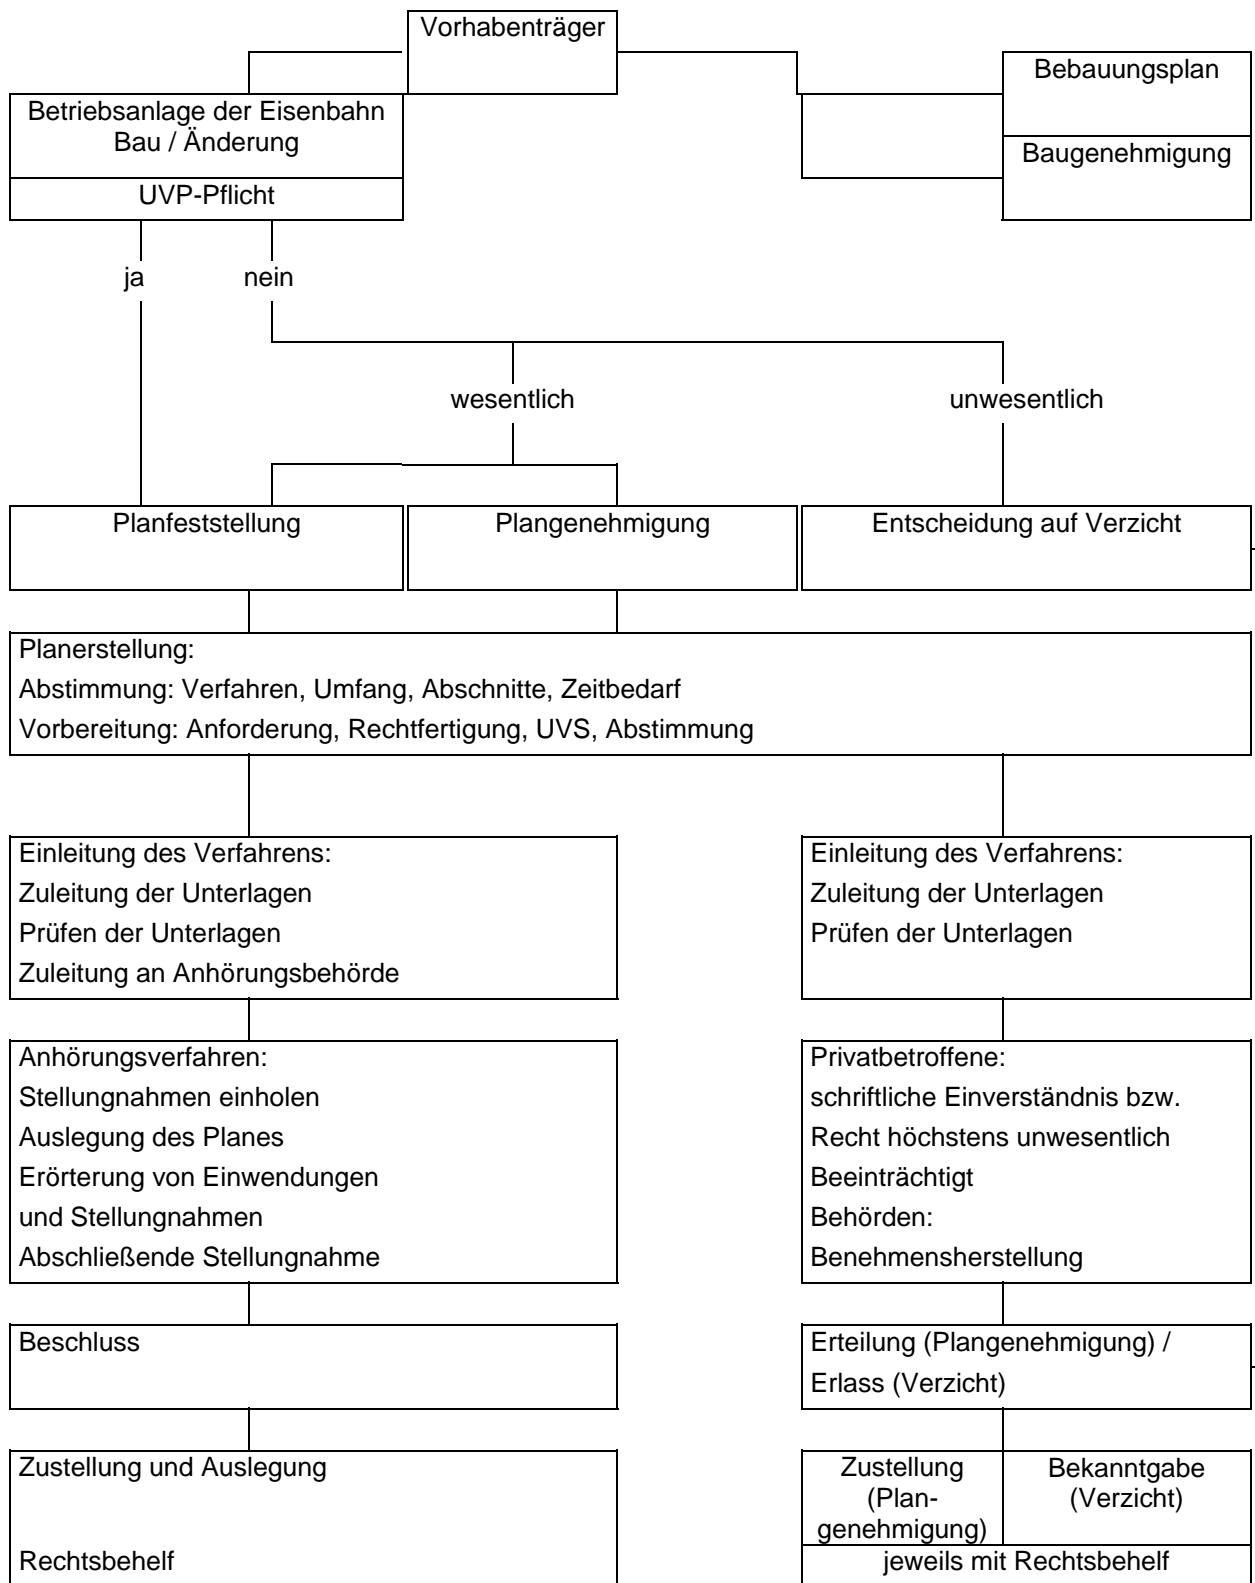 Vorhabenträger
Bebauungsplan
Betriebsanlage der Eisenbahn
Bau / Änderung
Baugenehmigung
UVP-Pflicht
ja
nein
wesentlich
unwesentlich
Planfeststellung
Plangenehmigung
Entscheidung auf Verzicht
Planerstellung:
Abstimmung: Verfahren, Umfang, Abschnitte, Zeitbedarf
Vorbereitung: Anforderung, Rechtfertigung, UVS, Abstimmung
Einleitung des Verfahrens:
Zuleitung der Unterlagen
Prüfen der Unterlagen
Zuleitung an Anhörungsbehörde
Einleitung des Verfahrens:
Zuleitung der Unterlagen
Prüfen der Unterlagen
Anhörungsverfahren:
Stellungnahmen einholen
Auslegung des Planes
Erörterung von Einwendungen
und Stellungnahmen
Abschließende Stellungnahme
Privatbetroffene:
schriftliche Einverständnis bzw.
Recht höchstens unwesentlich
Beeinträchtigt
Behörden:
Benehmensherstellung
Beschluss
Erteilung (Plangenehmigung) /
Erlass (Verzicht)
Zustellung und Auslegung
Rechtsbehelf
Zustellung
(Plan-
genehmigung)
Bekanntgabe
(Verzicht)
jeweils mit Rechtsbehelf